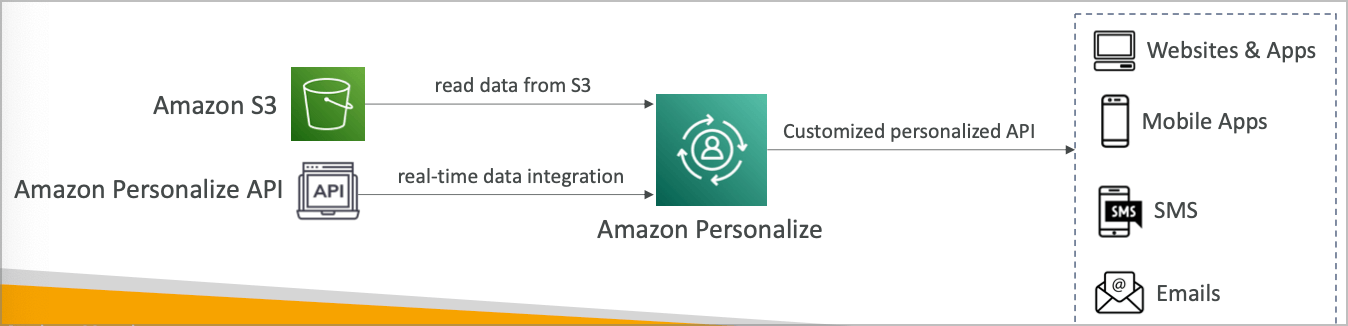 Amazon S3
read data from S3
Amazon Personalize API
API
real-time data integration
Amazon Personalize
Customized personalized API
Websites & Apps
Mobile Apps
SMS
SMS
@
Emails